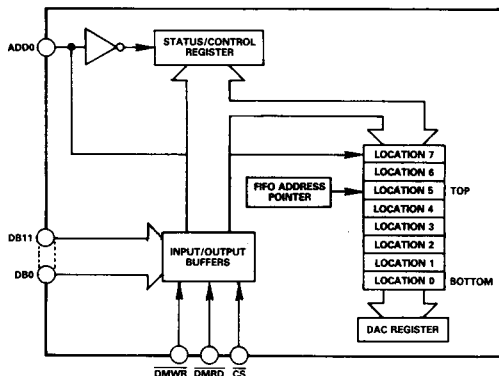 ADD0
STATUS/CONTROL
REGISTER
LOCATION 7
LOCATION 6
FIFO ADDRESS
POINTER
LOCATION 5
TOP
LOCATION 4
LOCATION 3
LOCATION 2
LOCATION 1
LOCATION 0
BOTTOM
DB11
DB0
INPUT/OUTPUT
BUFFERS
DAC REGISTER
DMWR DMRD CS